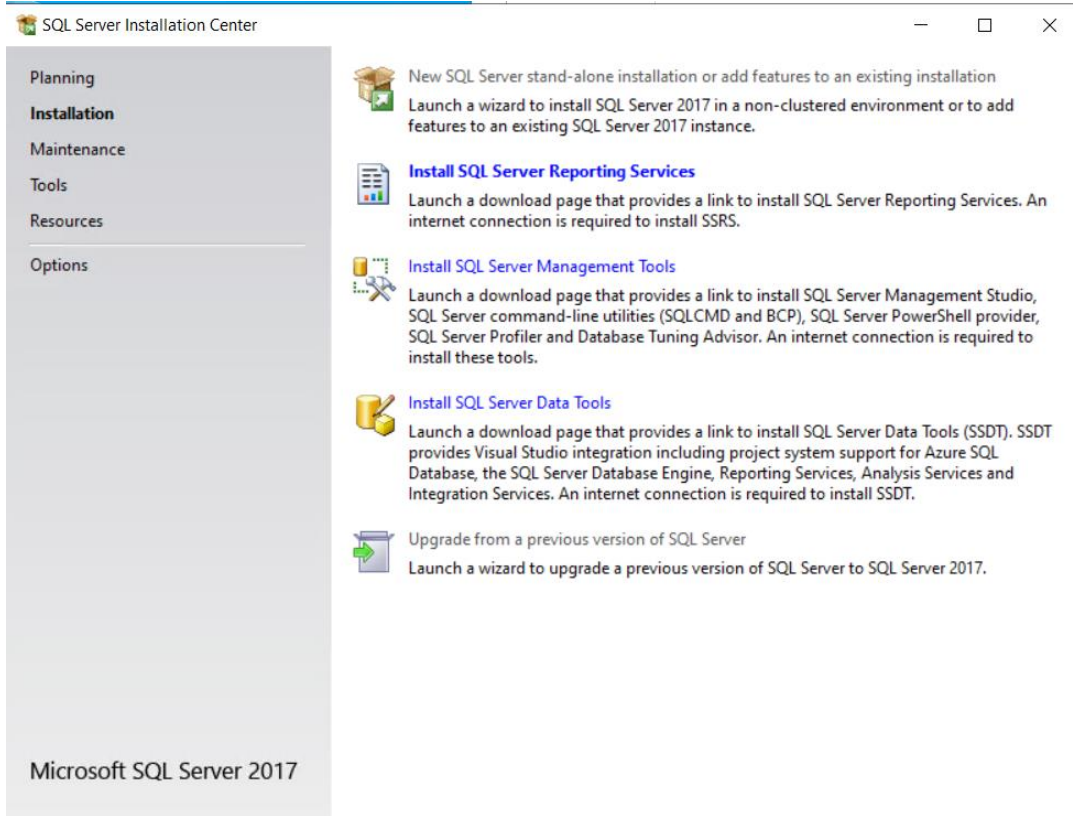 SQL Server Installation Center
Planning
Installation
Maintenance
Tools
Resources
Options
Microsoft SQL Server 2017
New SQL Server stand-alone installation or add features to an existing installation
Launch a wizard to install SQL Server 2017 in a non-clustered environment or to add
features to an existing SQL Server 2017 instance.
Install SQL Server Reporting Services
Launch a download page that provides a link to install SQL Server Reporting Services. An
internet connection is required to install SSRS.
Install SQL Server Management Tools
Launch a download page that provides a link to install SQL Server Management Studio,
SQL Server command-line utilities (SQLCMD and BCP), SQL Server PowerShell provider,
SQL Server Profiler and Database Tuning Advisor. An internet connection is required to
install these tools.
Install SQL Server Data Tools
Launch a download page that provides a link to install SQL Server Data Tools (SSDT). SSDT
provides Visual Studio integration including project system support for Azure SQL
Database, the SQL Server Database Engine, Reporting Services, Analysis Services and
Integration Services. An internet connection is required to install SSDT.
Upgrade from a previous version of SQL Server
Launch a wizard to upgrade a previous version of SQL Server to SQL Server 2017.